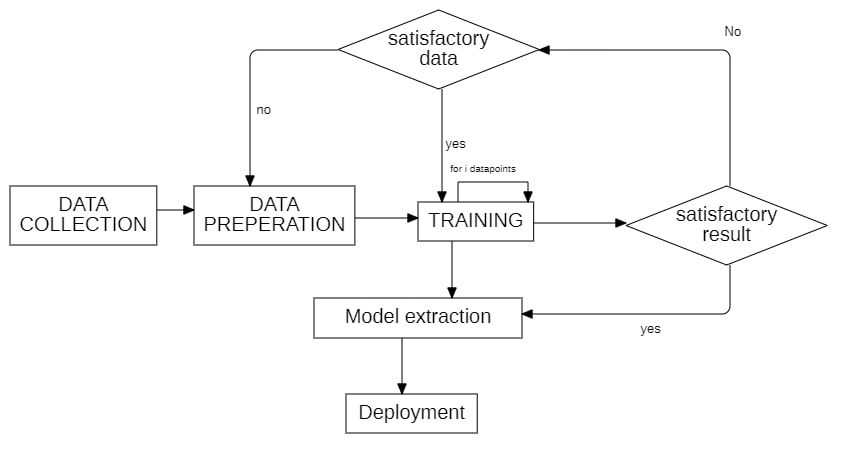 satisfactory
data
No
no
yes
for i datapoints
DATA
COLLECTION
DATA
PREPERATION
TRAINING
satisfactory
result
Model extraction
yes
Deployment